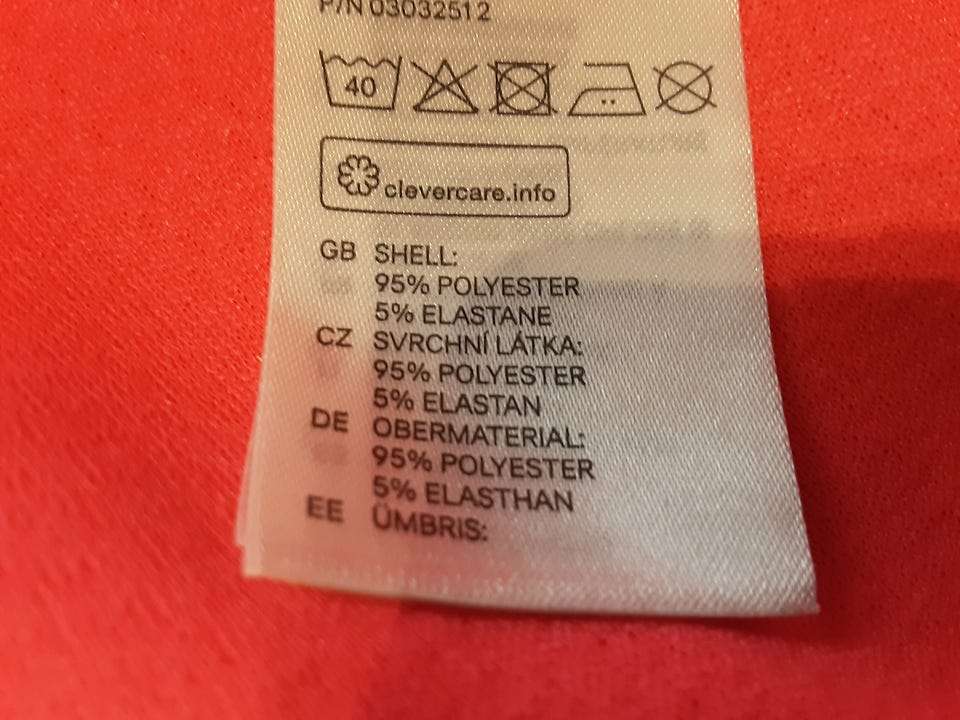 P/N 03032512
40
clevercare.info
GB SHELL:
95% POLYESTER
5% ELASTANE
CZ SVRCHNÍ LÁTKA:
95% POLYESTER
5% ELASTAN
DE OBERMATERIAL:
95% POLYESTER
5% ELASTHAN
EE ÜMBRIS: